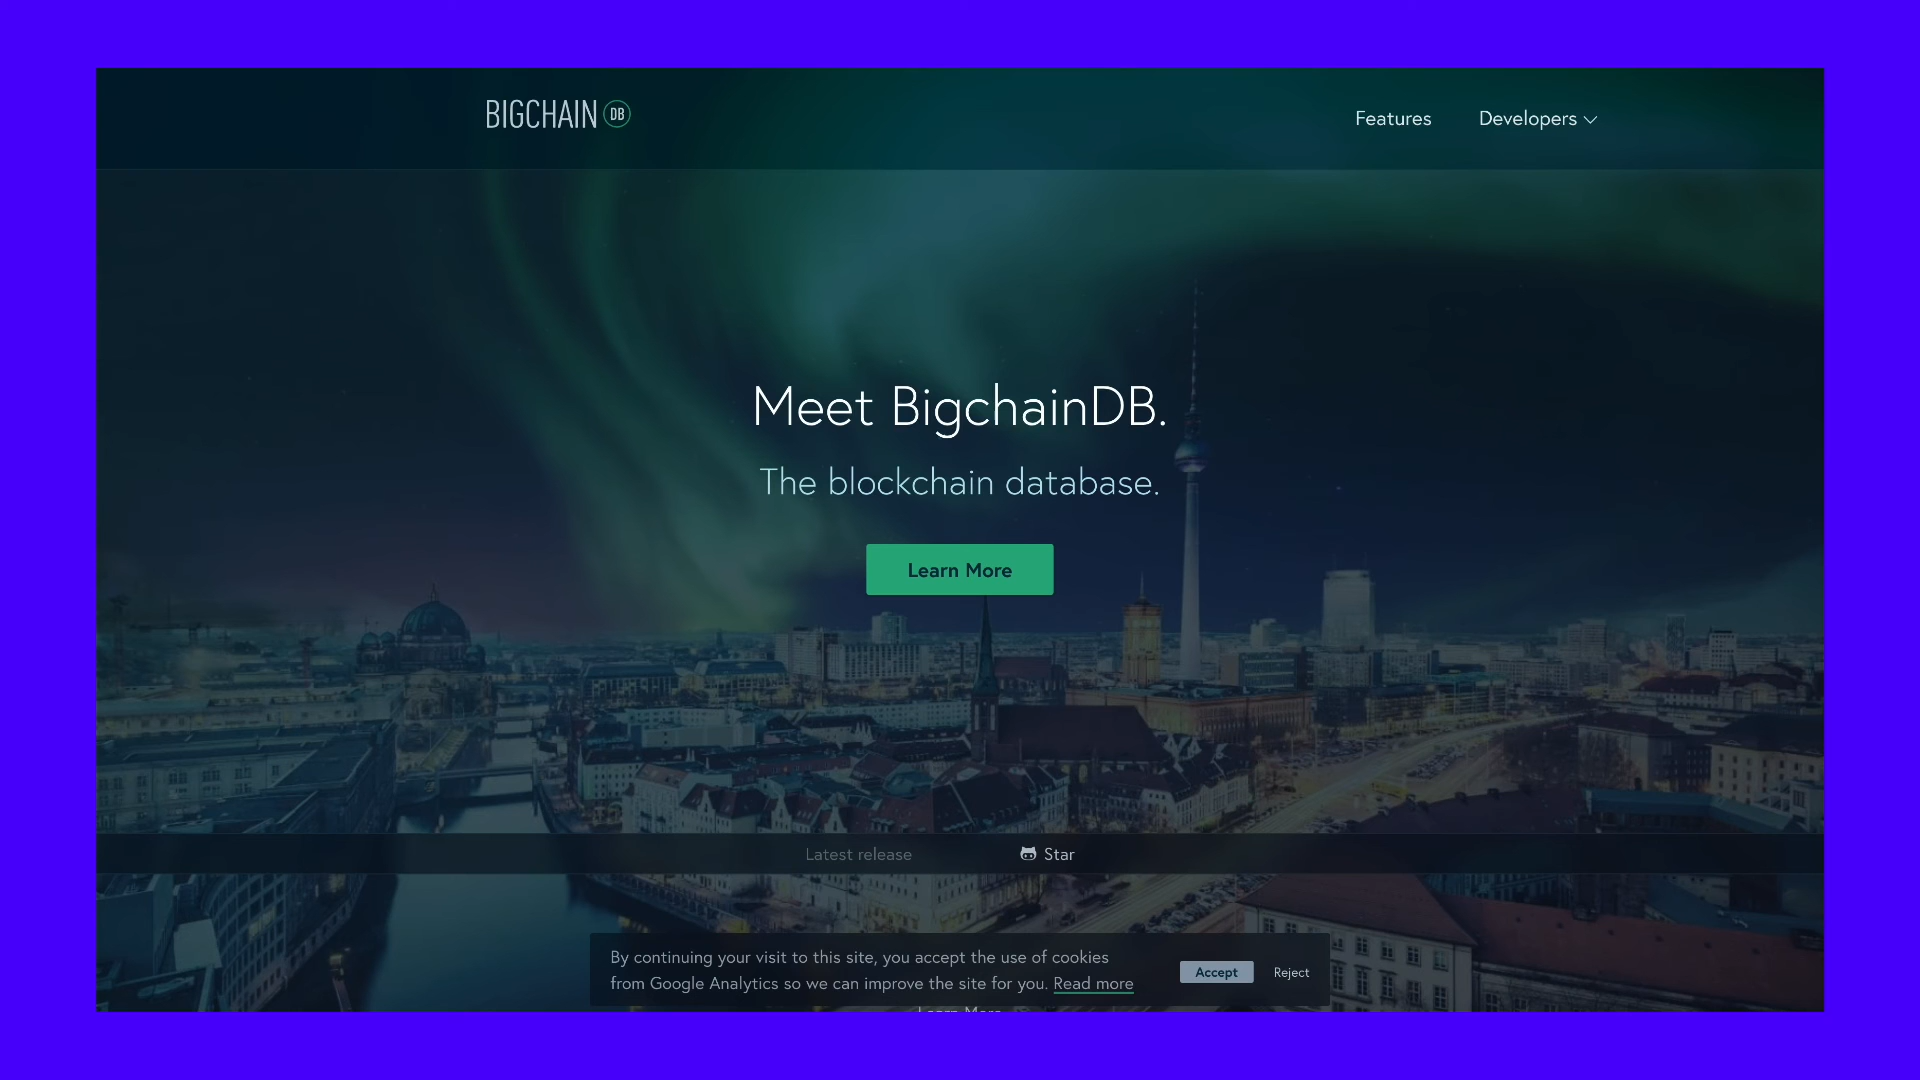 BIGCHAIN DB
Features
Developers
Meet BigchainDB.
The blockchain database.
Learn More
Latest release
Star
By continuing your visit to this site, you accept the use of cookies
from Google Analytics so we can improve the site for you. Read more
Accept
Reject
Learn More